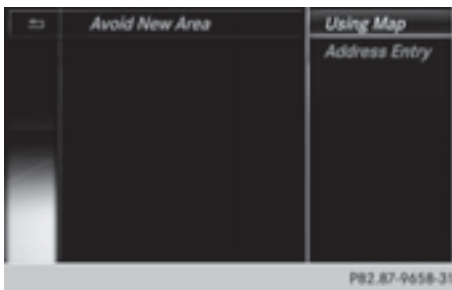 Avoid New Area
Using Map
Address Entry
P82.87-9658-31